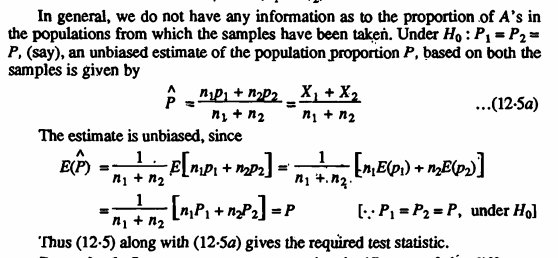 In general, we do not have any information as to the proportion of A's in
the populations from which the samples have been taken. Under H₀ : P₁ = P₂ =
P, (say), an unbiased estimate of the population proportion P, based on both the
samples is given by
P̂ = (n₁p₁ + n₂p₂)/(n₁ + n₂) = (X₁ + X₂)/(n₁ + n₂) ...(12·5a)
The estimate is unbiased, since
E(P̂) = 1/(n₁ + n₂) E[n₁p₁ + n₂p₂] = 1/(n₁ + n₂) [n₁E(p₁) + n₂E(p₂)]
= 1/(n₁ + n₂) [n₁P₁ + n₂P₂] = P [∵ P₁ = P₂ = P, under H₀]
Thus (12·5) along with (12·5a) gives the required test statistic.